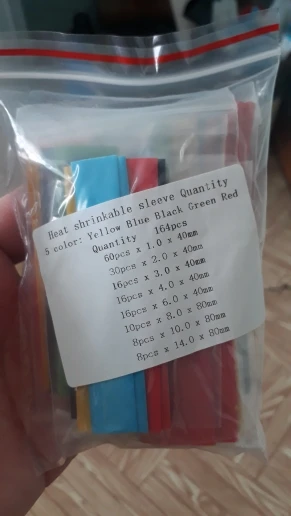 Heat shrinkable sleeve Quantity
5 color: Yellow Blue Black Green Red
Quantity 164pcs
60pcs x 1.0 x 40mm
30pcs x 2.0 x 40mm
16pcs x 3.0 x 40mm
16pcs x 4.0 x 40mm
16pcs x 6.0 x 40mm
10pcs x 8.0 x 80mm
8pcs x 10.0 x 80mm
8pcs x 14.0 x 80mm